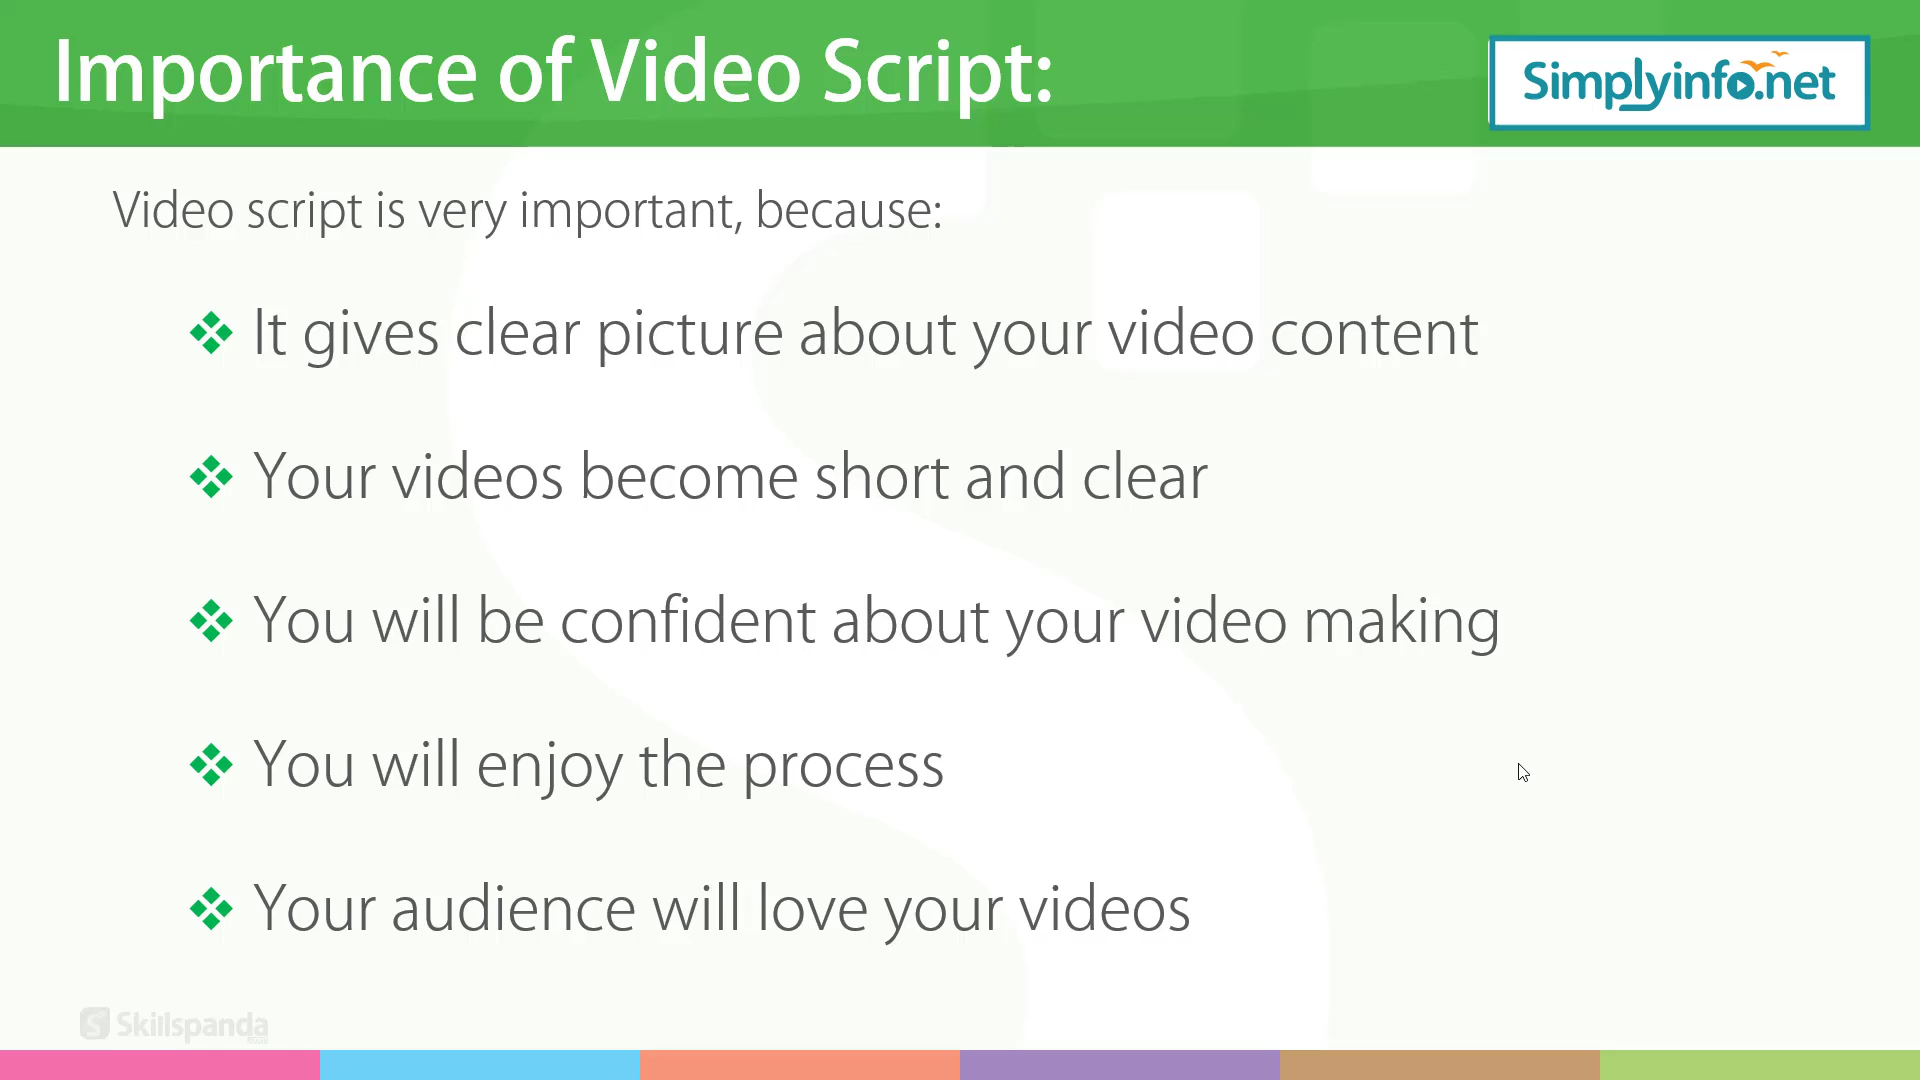 Importance of Video Script:
Simplyinfo.net
Video script is very important, because:
It gives clear picture about your video content
Your videos become short and clear
You will be confident about your video making
You will enjoy the process
Your audience will love your videos
Skillspanda